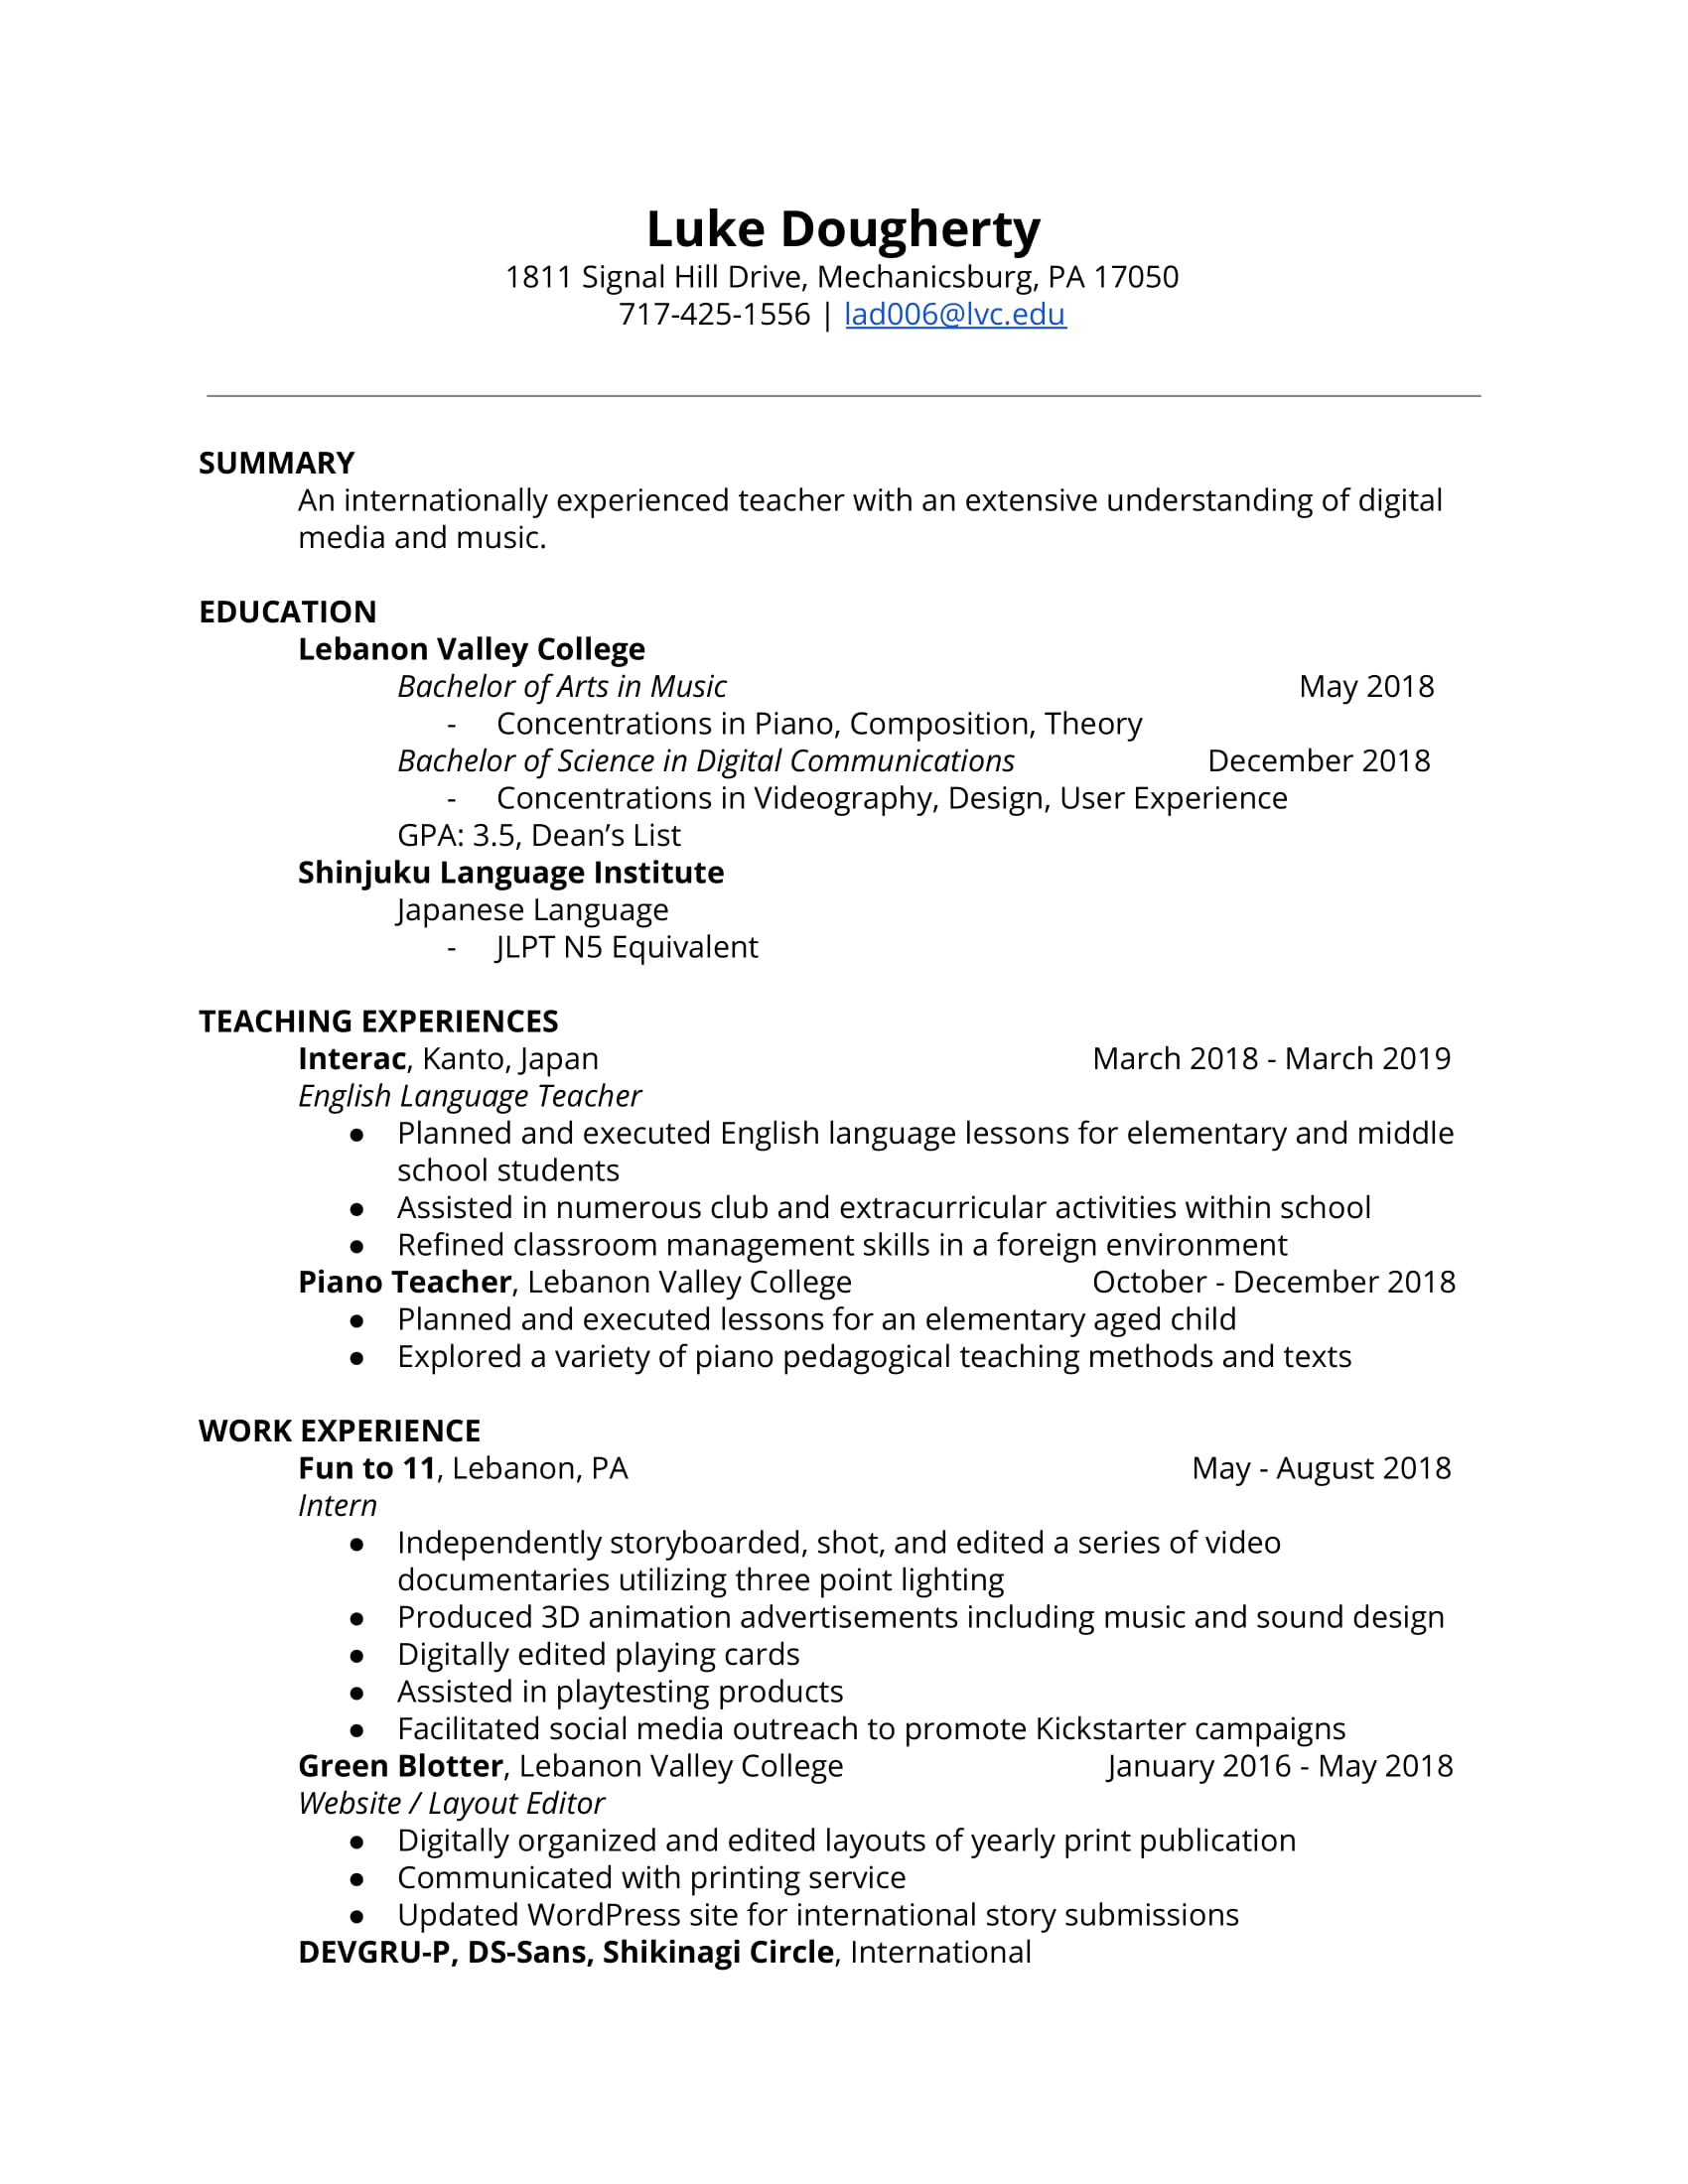 Luke Dougherty
1811 Signal Hill Drive, Mechanicsburg, PA 17050
717-425-1556 | lad006@lvc.edu
SUMMARY
An internationally experienced teacher with an extensive understanding of digital
media and music.
EDUCATION
Lebanon Valley College
Bachelor of Arts in Music May 2018
- Concentrations in Piano, Composition, Theory
Bachelor of Science in Digital Communications December 2018
- Concentrations in Videography, Design, User Experience
GPA: 3.5, Dean’s List
Shinjuku Language Institute
Japanese Language
- JLPT N5 Equivalent
TEACHING EXPERIENCES
Interac, Kanto, Japan March 2018 - March 2019
English Language Teacher
● Planned and executed English language lessons for elementary and middle
school students
● Assisted in numerous club and extracurricular activities within school
● Refined classroom management skills in a foreign environment
Piano Teacher, Lebanon Valley College October - December 2018
● Planned and executed lessons for an elementary aged child
● Explored a variety of piano pedagogical teaching methods and texts
WORK EXPERIENCE
Fun to 11, Lebanon, PA May - August 2018
Intern
● Independently storyboarded, shot, and edited a series of video
documentaries utilizing three point lighting
● Produced 3D animation advertisements including music and sound design
● Digitally edited playing cards
● Assisted in playtesting products
● Facilitated social media outreach to promote Kickstarter campaigns
Green Blotter, Lebanon Valley College January 2016 - May 2018
Website / Layout Editor
● Digitally organized and edited layouts of yearly print publication
● Communicated with printing service
● Updated WordPress site for international story submissions
DEVGRU-P, DS-Sans, Shikinagi Circle, International